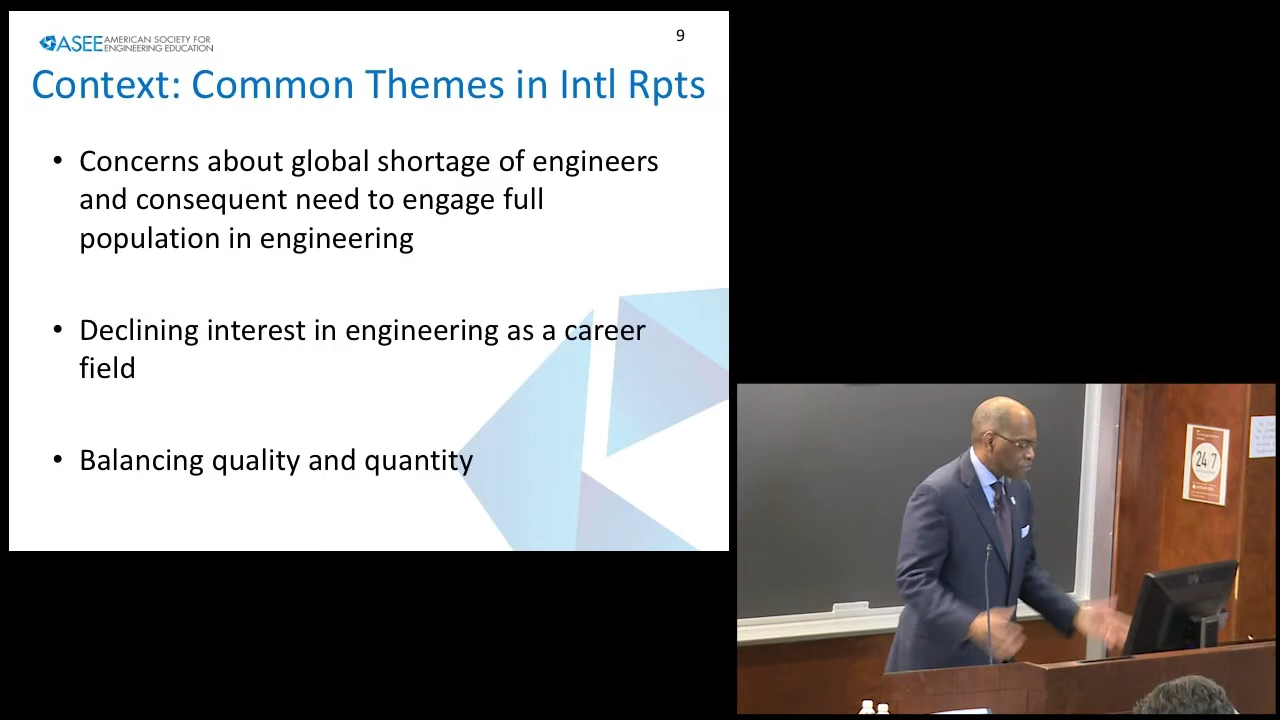 ASEE AMERICAN SOCIETY FOR
ENGINEERING EDUCATION
9
Context: Common Themes in Intl Rpts
• Concerns about global shortage of engineers
and consequent need to engage full
population in engineering
• Declining interest in engineering as a career
field
• Balancing quality and quantity
24/7